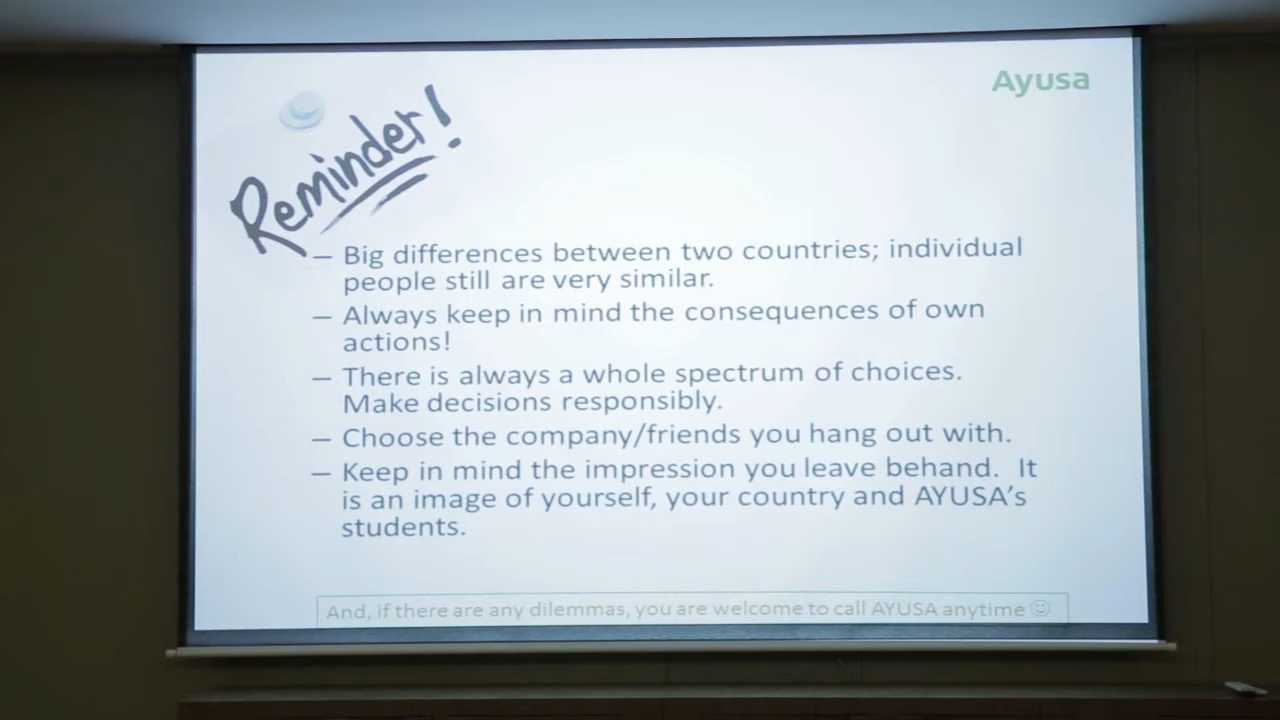 Ayusa
Reminder!
– Big differences between two countries; individual
people still are very similar.
– Always keep in mind the consequences of own
actions!
– There is always a whole spectrum of choices.
Make decisions responsibly.
– Choose the company/friends you hang out with.
– Keep in mind the impression you leave behand. It
is an image of yourself, your country and AYUSA's
students.
And, if there are any dilemmas, you are welcome to call AYUSA anytime ☺